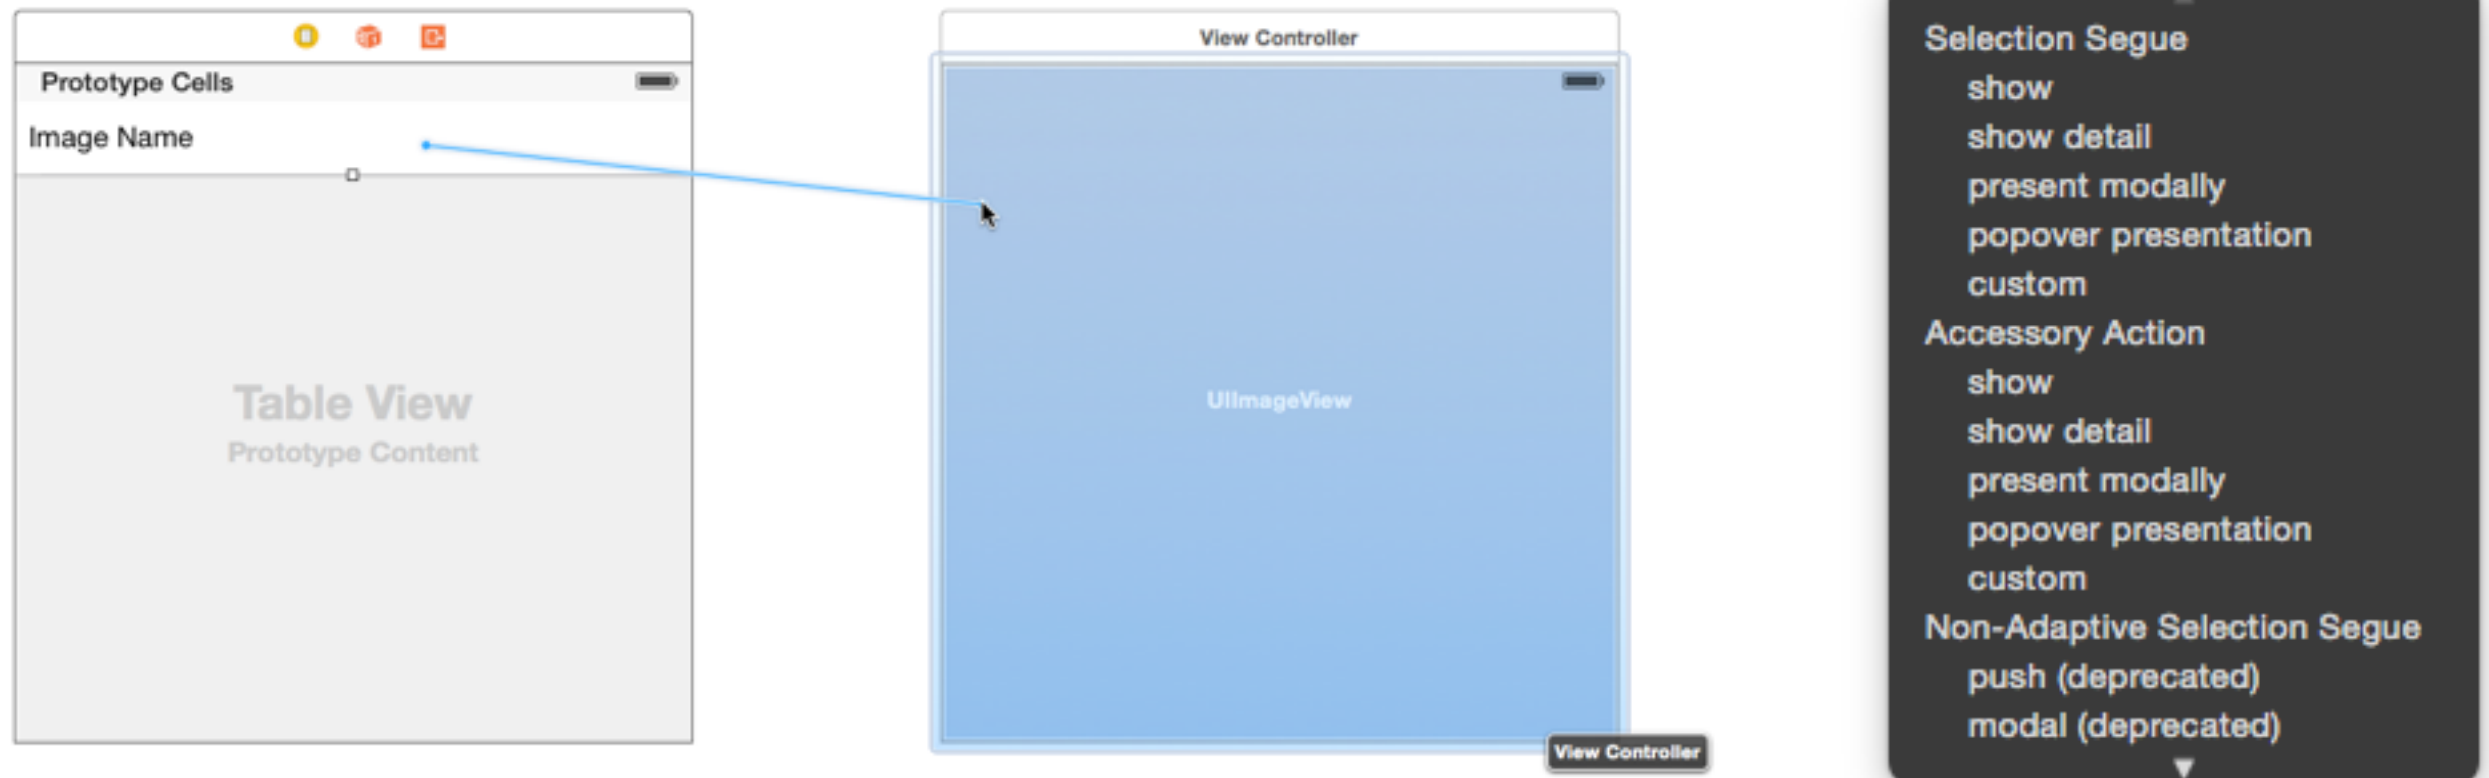 Prototype Cells
Image Name
Table View
Prototype Content
View Controller
UIImageView
View Controller
Selection Segue
show
show detail
present modally
popover presentation
custom
Accessory Action
show
show detail
present modally
popover presentation
custom
Non-Adaptive Selection Segue
push (deprecated)
modal (deprecated)